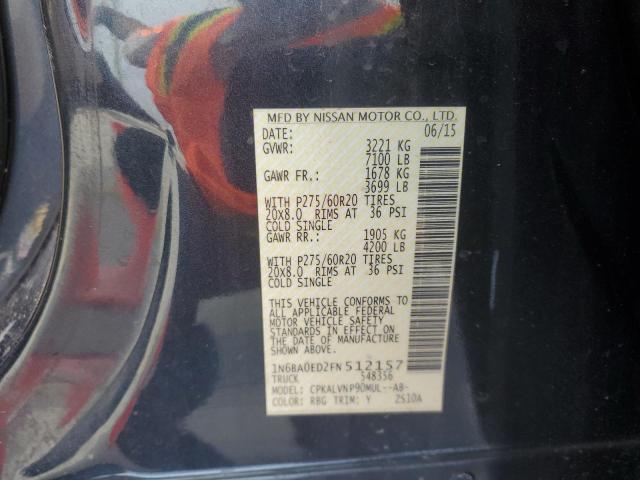 MFD BY NISSAN MOTOR CO., LTD.
DATE: 06/15
GVWR: 3221 KG
7100 LB
GAWR FR.: 1678 KG
3699 LB
WITH P275/60R20 TIRES
20x8.0 RIMS AT 36 PSI
COLD SINGLE
GAWR RR.: 1905 KG
4200 LB
WITH P275/60R20 TIRES
20x8.0 RIMS AT 36 PSI
COLD SINGLE
THIS VEHICLE CONFORMS TO
ALL APPLICABLE FEDERAL
MOTOR VEHICLE SAFETY
STANDARDS IN EFFECT ON
THE DATE OF MANUFACTURE
SHOWN ABOVE.
1N6BA0ED2FN512157
TRUCK 548356
MODEL: CPKALVNP90MUL--AB-
COLOR: RBG TRIM: Y 2S10A